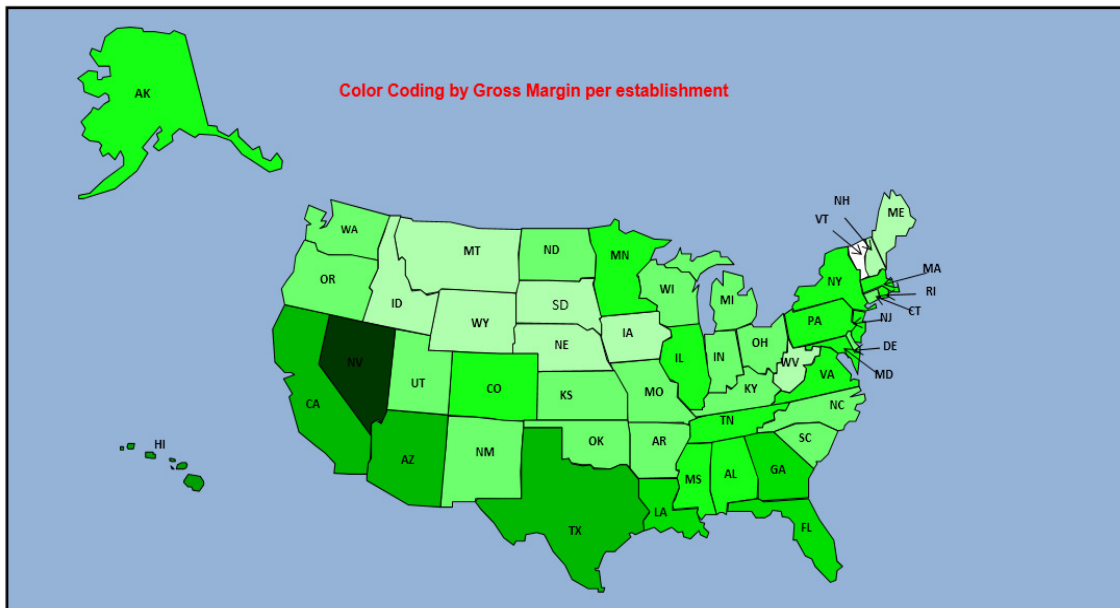 AK
Color Coding by Gross Margin per establishment
NH
VT
ME
WA
MT
ND
MN
MA
OR
NY
WI
MI
RI
ID
SD
CT
PA
NJ
WY
IA
OH
DE
NE
IL
IN
WV
NV
VA
MD
UT
CO
KY
KS
MO
CA
NC
TN
HI
SC
AR
OK
NM
AZ
GA
MS
AL
LA
FL
TX